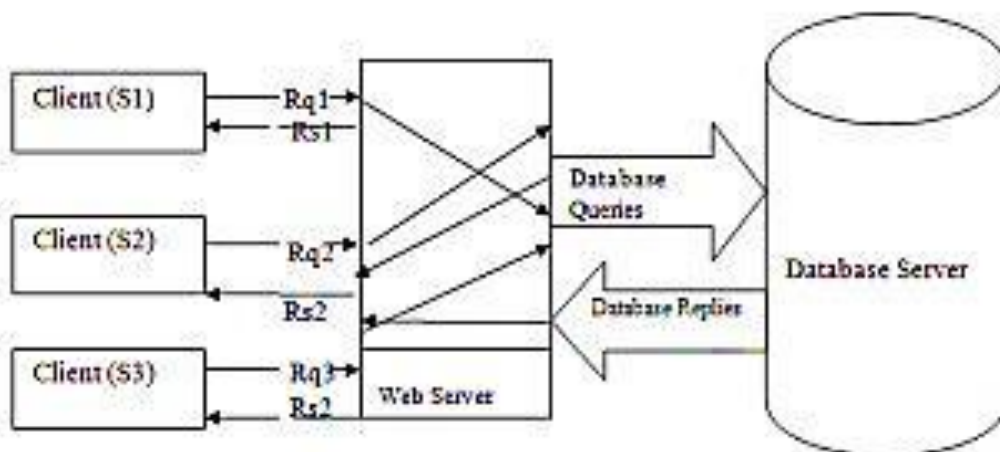 Client (S1)
Rq1
Rs1
Client (S2)
Rq2
Rs2
Client (S3)
Rq3
Rs2
Web Server
Database
Queries
Database Replies
Database Server